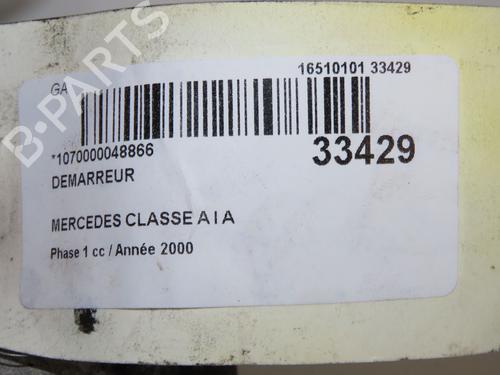 B-PARTS
16510101 33429
GA
*1070000048866
33429
DEMARREUR
MERCEDES CLASSE A I A
Phase 1 cc / Année 2000